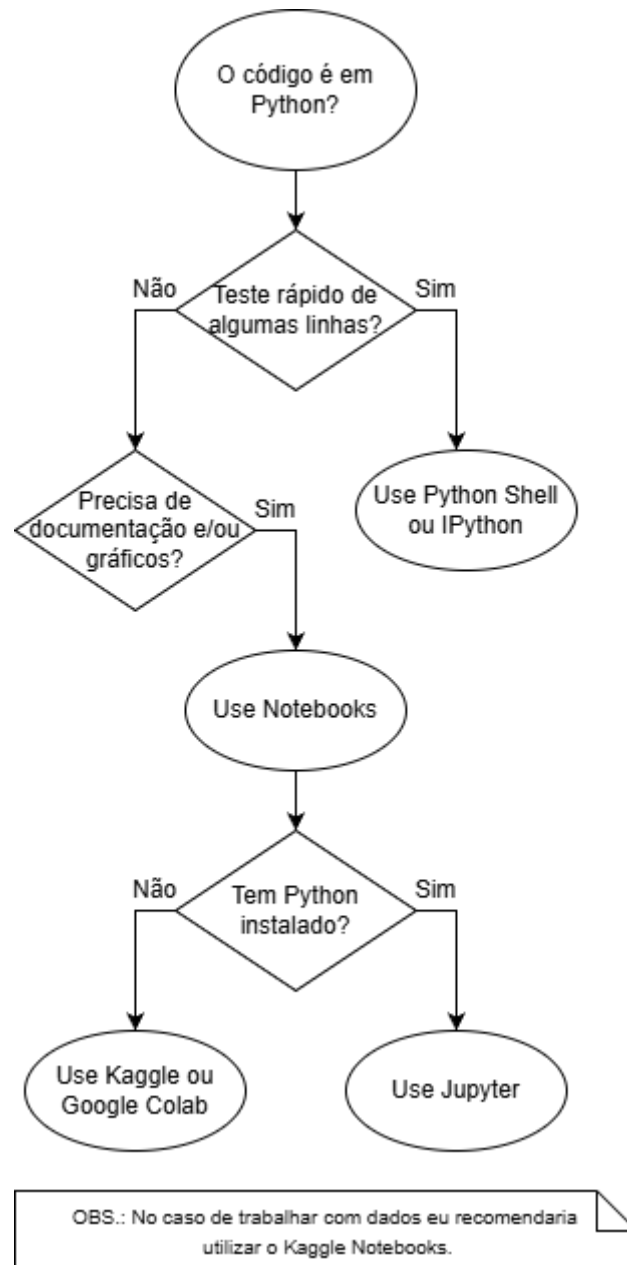 O código é em
Python?
Não
Teste rápido de
algumas linhas?
Sim
Precisa de
documentação e/ou
gráficos?
Sim
Use Python Shell
ou IPython
Use Notebooks
Não
Tem Python
instalado?
Sim
Use Kaggle ou
Google Colab
Use Jupyter
OBS.: No caso de trabalhar com dados eu recomendaria
utilizar o Kaggle Notebooks.